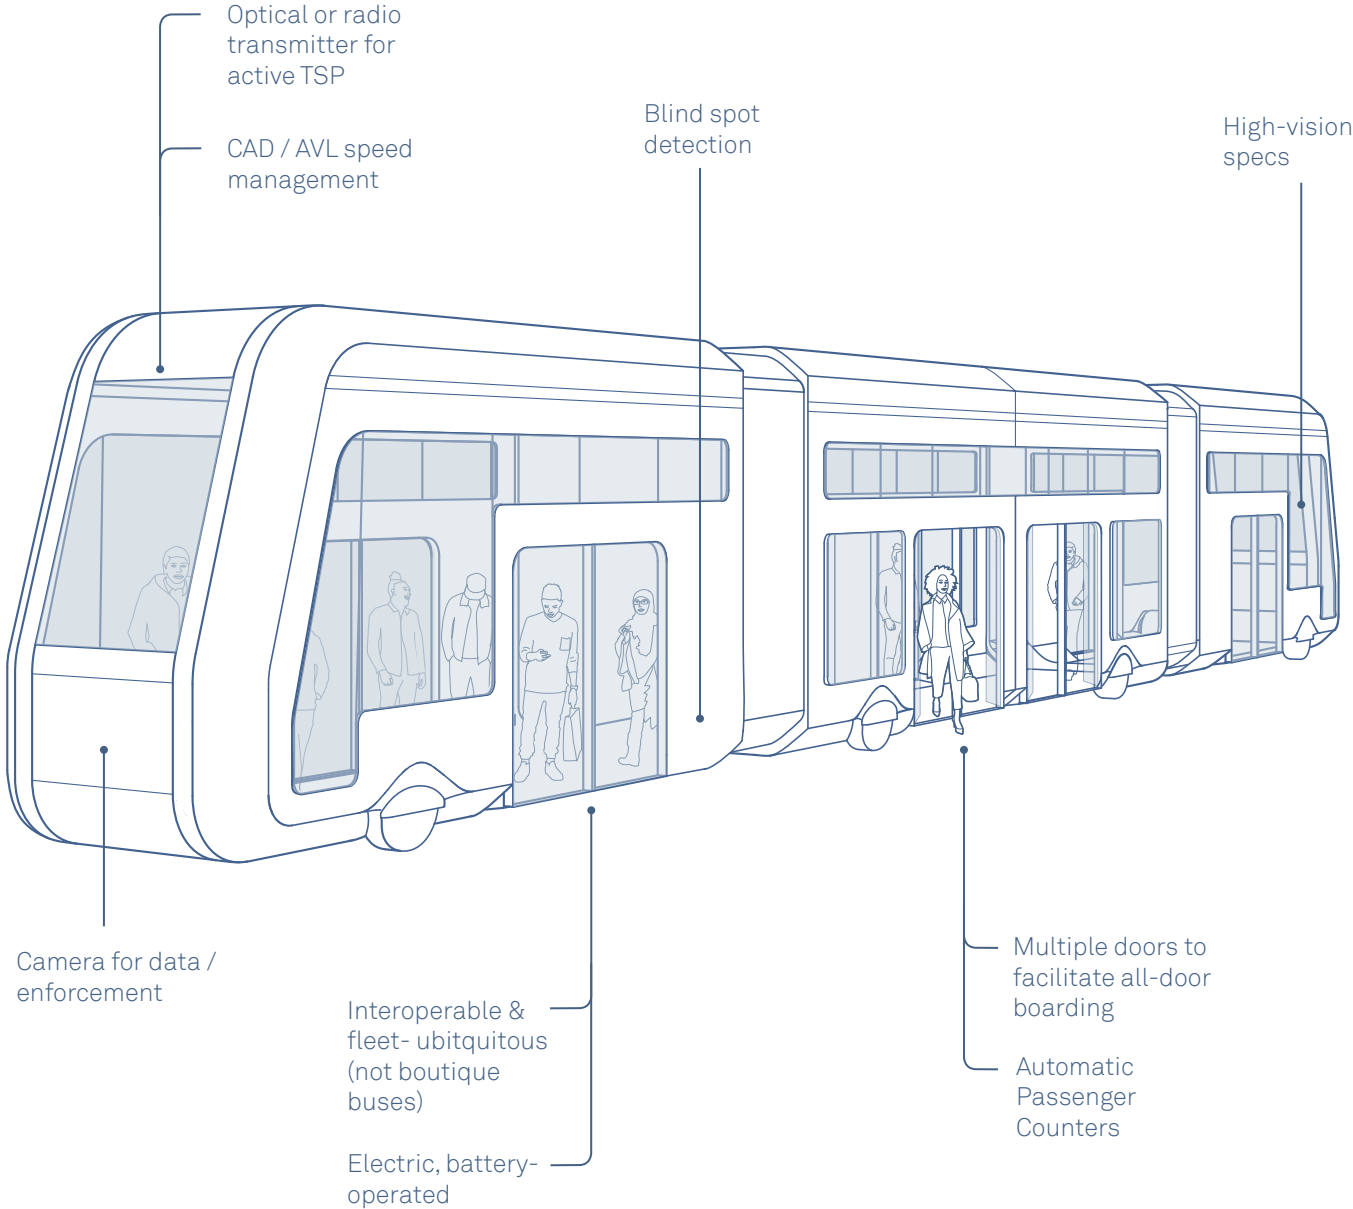 Optical or radio
transmitter for
active TSP
CAD / AVL speed
management
Blind spot
detection
High-vision
specs
Camera for data /
enforcement
Interoperable &
fleet- ubitquitous
(not boutique
buses)
Electric, battery-
operated
Multiple doors to
facilitate all-door
boarding
Automatic
Passenger
Counters